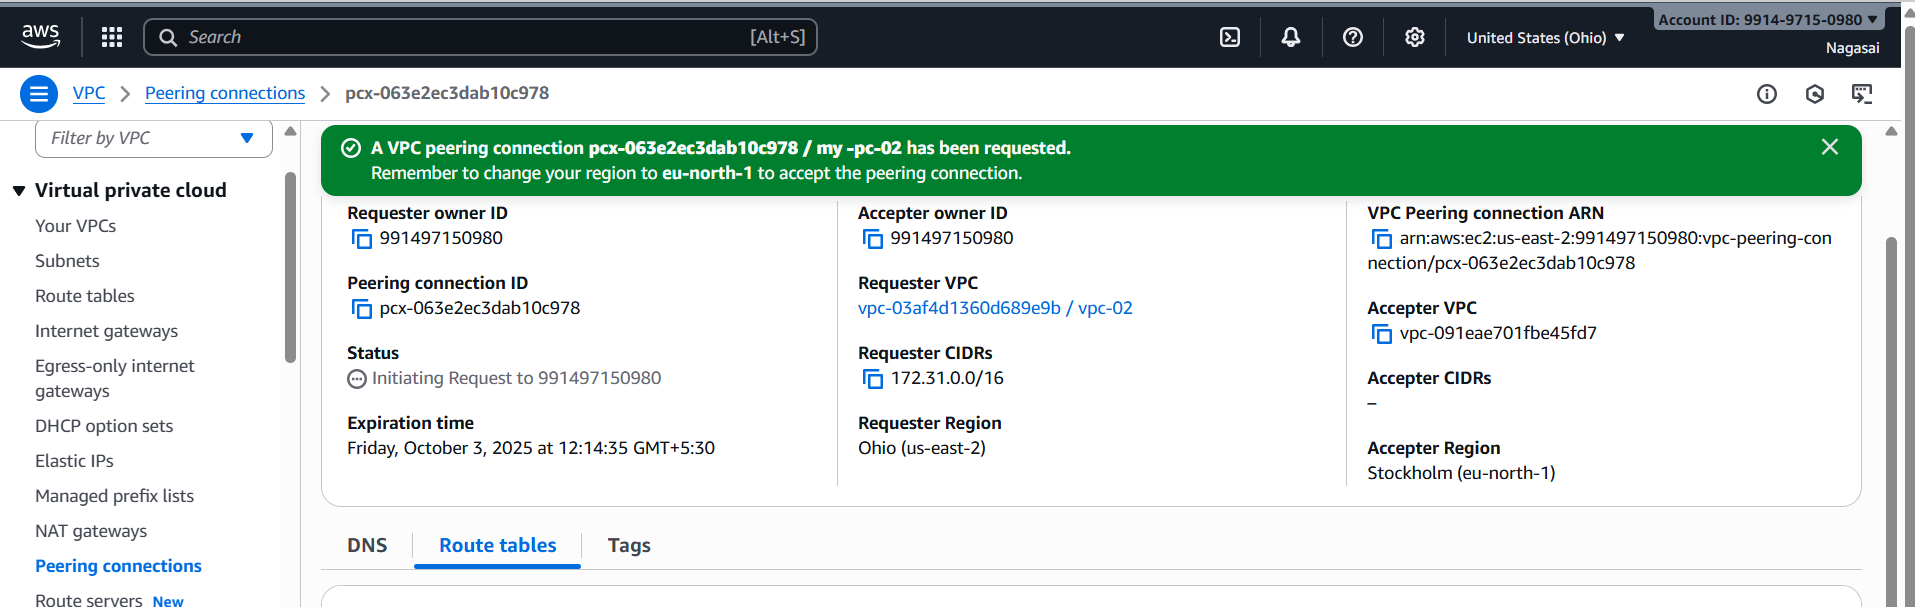 aws
Search
[Alt+S]
United States (Ohio)
Account ID: 9914-9715-0980
Nagasai
VPC
Peering connections
pcx-063e2ec3dab10c978
Filter by VPC
Virtual private cloud
Your VPCs
Subnets
Route tables
Internet gateways
Egress-only internet
gateways
DHCP option sets
Elastic IPs
Managed prefix lists
NAT gateways
Peering connections
Route servers New
A VPC peering connection pcx-063e2ec3dab10c978 / my -pc-02 has been requested.
Remember to change your region to eu-north-1 to accept the peering connection.
Requester owner ID
991497150980
Peering connection ID
pcx-063e2ec3dab10c978
Status
Initiating Request to 991497150980
Expiration time
Friday, October 3, 2025 at 12:14:35 GMT+5:30
Accepter owner ID
991497150980
Requester VPC
vpc-03af4d1360d689e9b / vpc-02
Requester CIDRs
172.31.0.0/16
Requester Region
Ohio (us-east-2)
VPC Peering connection ARN
arn:aws:ec2:us-east-2:991497150980:vpc-peering-con
nection/pcx-063e2ec3dab10c978
Accepter VPC
vpc-091eae701fbe45fd7
Accepter CIDRs
–
Accepter Region
Stockholm (eu-north-1)
DNS
Route tables
Tags